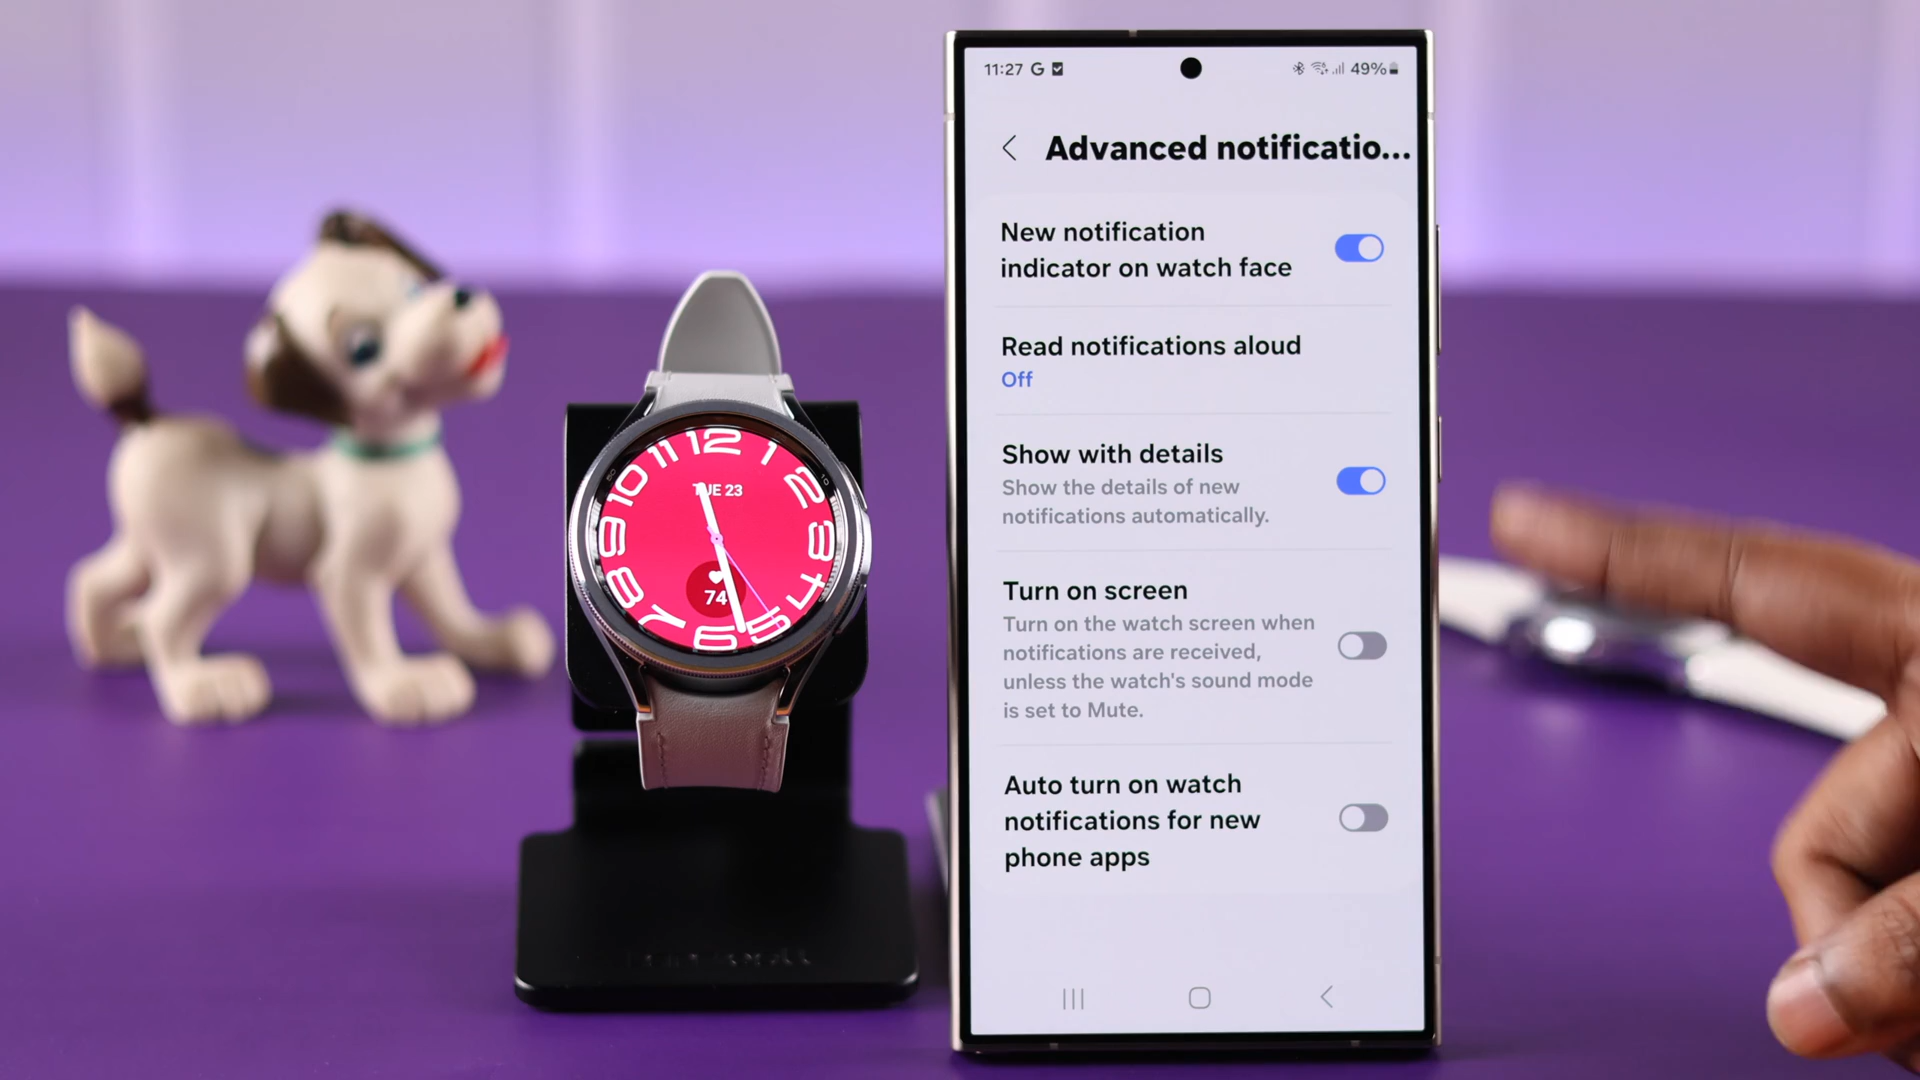 11:27 G
49%
Advanced notificatio...
New notification
indicator on watch face
Read notifications aloud
Off
Show with details
Show the details of new
notifications automatically.
Turn on screen
Turn on the watch screen when
notifications are received,
unless the watch's sound mode
is set to Mute.
Auto turn on watch
notifications for new
phone apps
12
1
2
3
4
5
6
7
8
9
10
11
TUE 23
74